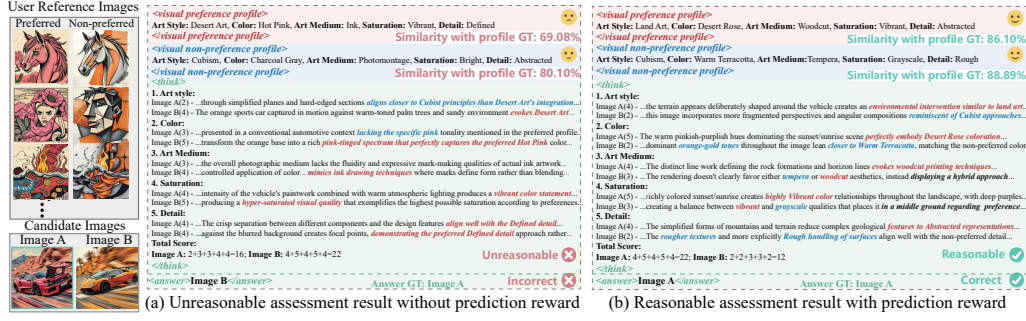 User Reference Images
Preferred Non-preferred
Candidate Images
Image A Image B
<visual preference profile>
Art Style: Desert Art, Color: Hot Pink, Art Medium: Ink, Saturation: Vibrant, Detail: Defined
</visual preference profile>
Similarity with profile GT: 69.08%
<visual non-preference profile>
Art Style: Cubism, Color: Charcoal Gray, Art Medium: Photomontage, Saturation: Bright, Detail: Abstracted
</visual non-preference profile>
Similarity with profile GT: 80.10%
<think>
1. Art style:
Image A(2) - ...through simplified planes and hard-edged sections aligns closer to Cubist principles than Desert Art's integration...
Image B(4) - The orange sports car captured in motion against warm-toned palm trees and sandy environment evokes Desert Art...
2. Color:
Image A(3) - ...presented in a conventional automotive context lacking the specific pink tonality mentioned in the preferred profile..
Image B(5) - ...transform the orange base into a rich pink-tinged spectrum that perfectly captures the preferred Hot Pink color...
3. Art Medium:
Image A(3) - ...the overall photographic medium lacks the fluidity and expressive mark-making qualities of actual ink artwork...
Image B(4) - ...controlled application of color... mimics ink drawing techniques where marks define form rather than blending...
4. Saturation:
Image A(4) - ...intensity of the vehicle's paintwork combined with warm atmospheric lighting produces a vibrant color statement...
Image B(5) - ...producing a hyper-saturated visual quality that exemplifies the highest possible saturation according to preferences...
5. Detail:
Image A(4) - ...The crisp separation between different components and the design features align well with the Defined detail...
Image B(4) - ...against the blurred background creates focal points, demonstrating the preferred Defined detail approach rather...
Total Score:
Image A: 2+3+3+4+4=16; Image B: 4+5+4+5+4=22
Unreasonable
</think>
<answer>Image B</answer>
Answer GT: Image A
Incorrect
(a) Unreasonable assessment result without prediction reward
<visual preference profile>
Art Style: Land Art, Color: Desert Rose, Art Medium: Woodcut, Saturation: Vibrant, Detail: Abstracted
</visual preference profile>
Similarity with profile GT: 86.10%
<visual non-preference profile>
Art Style: Cubism, Color: Warm Terracotta, Art Medium:Tempera, Saturation: Grayscale, Detail: Rough
</visual non-preference profile>
Similarity with profile GT: 88.89%
<think>
1. Art style:
Image A(4) - ...the terrain appears deliberately shaped around the vehicle creates an environmental intervention similar to land art...
Image B(2) - ...this image incorporates more fragmented perspectives and angular compositions reminiscent of Cubist approaches...
2. Color:
Image A(5) - The warm pinkish-purplish hues dominating the sunset/sunrise scene perfectly embody Desert Rose coloration...
Image B(2) - ...dominant orange-gold tones throughout the image lean closer to Warm Terracotta, matching the non-preferred color
3. Art Medium:
Image A(4) - ...The distinct line work defining the rock formations and horizon lines evokes woodcut printing techniques...
Image B(3) - The rendering doesn't clearly favor either tempera or woodcut aesthetics, instead displaying a hybrid approach...
4. Saturation:
Image A(5) - ...richly colored sunset/sunrise creates highly Vibrant color relationships throughout the landscape, with deep purples...
Image B(3) - ...creating a balance between vibrant and grayscale qualities that places it in a middle ground regarding preference...
5. Detail:
Image A(4) - ...The simplified forms of mountains and terrain reduce complex geological features to Abstracted representations...
Image B(2) - ...The rougher textures and more explicitly Rough handling of surfaces align well with the non-preferred detail...
Total Score:
Image A: 4+5+4+5+4=22; Image B: 2+2+3+3+2=12
Reasonable
</think>
<answer>Image A</answer>
Answer GT: Image A
Correct
(b) Reasonable assessment result with prediction reward